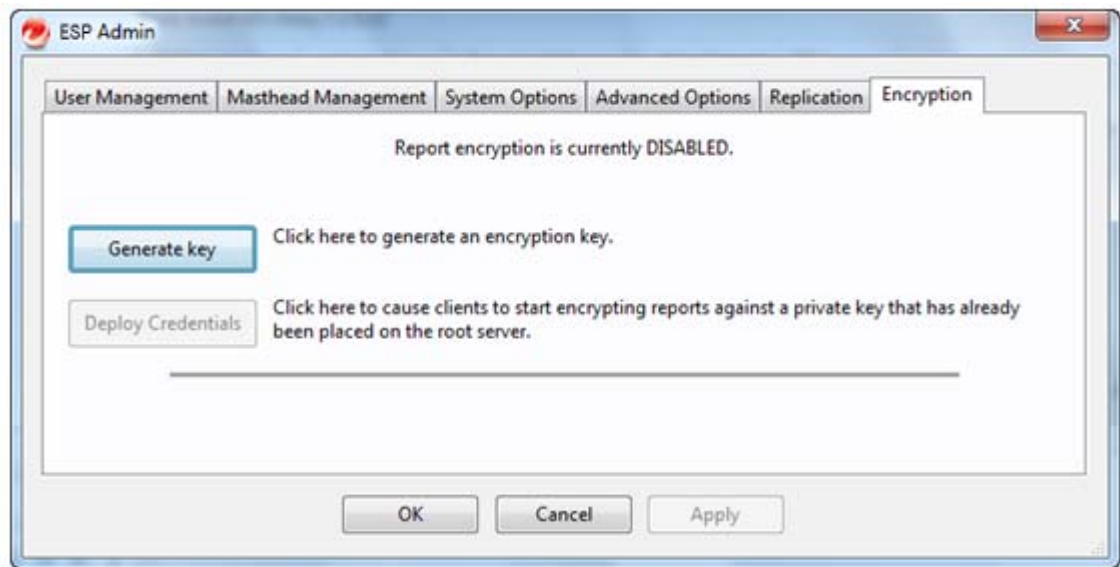 ESP Admin
User Management Masthead Management System Options Advanced Options Replication Encryption
Report encryption is currently DISABLED.
Generate key
Click here to generate an encryption key.
Deploy Credentials
Click here to cause clients to start encrypting reports against a private key that has already
been placed on the root server.
OK Cancel Apply